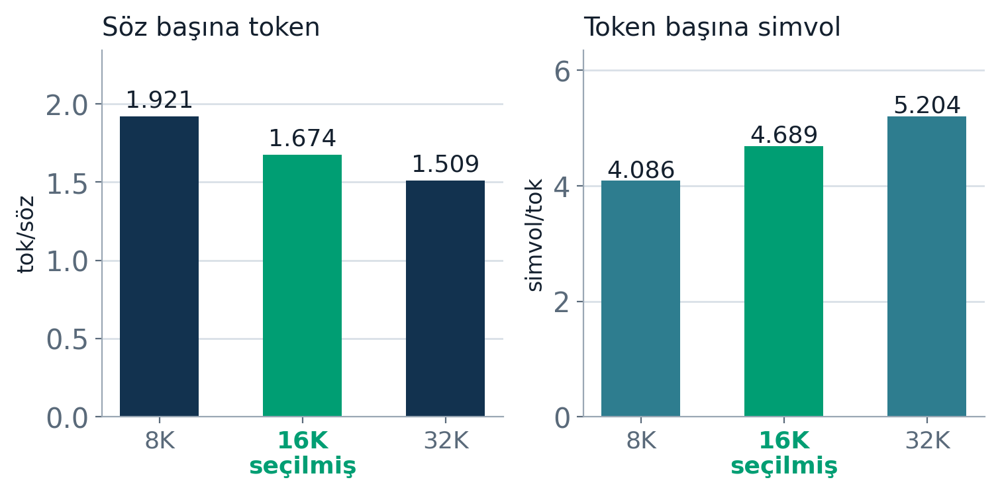 Söz başına token
tok/söz
2.0
1.5
1.0
0.5
0.0
1.921
1.674
1.509
8K
16K
seçilmiş
32K
Token başına simvol
simvol/tok
6
4
2
0
4.086
4.689
5.204
8K
16K
seçilmiş
32K